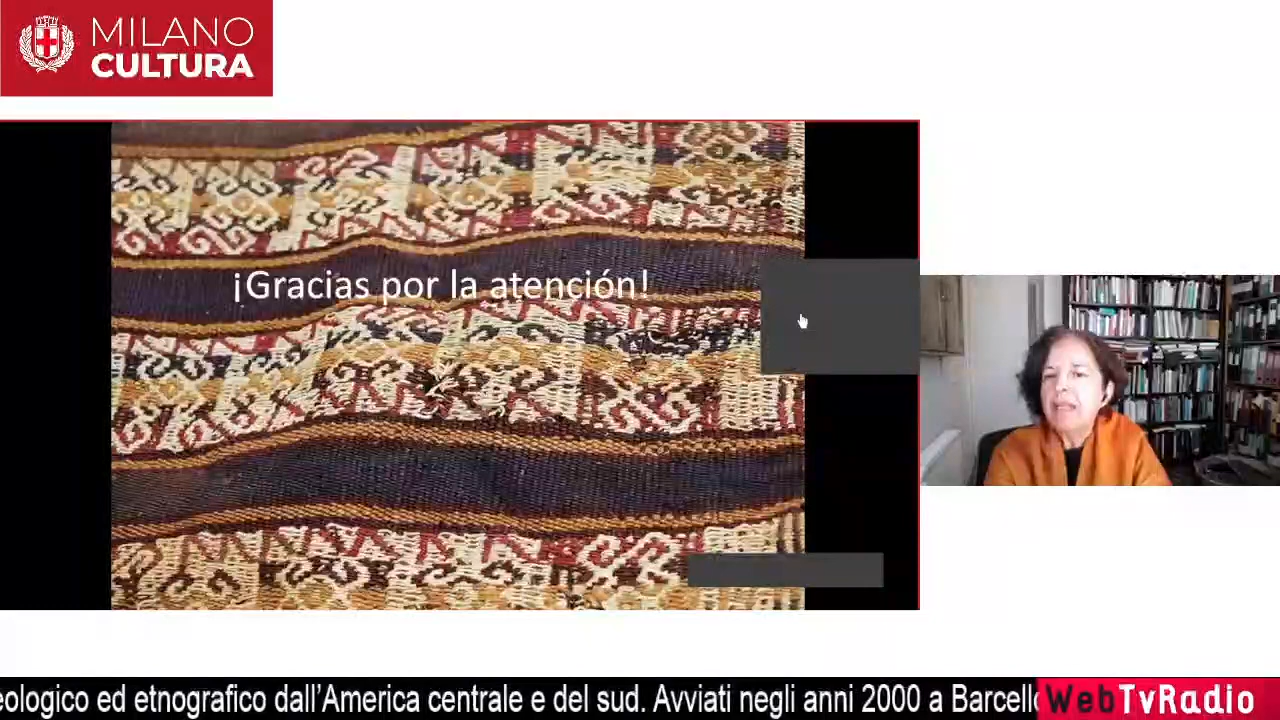 MILANO
CULTURA
¡Gracias por la atención!
eologico ed etnografico dall’America centrale e del sud. Avviati negli anni 2000 a Barcell
WebTvRadio